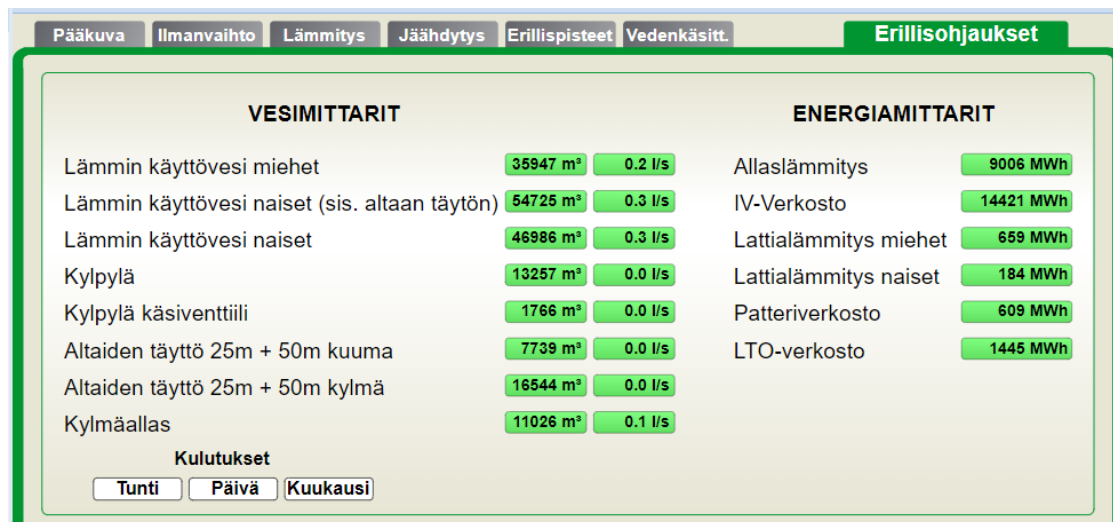 Pääkuva Ilmanvaihto Lämmitys Jäähdytys Erillispisteet Vedenkäsitt. Erillisohjaukset
VESIMITTARIT
Lämmin käyttövesi miehet 35947 m³ 0.2 l/s
Lämmin käyttövesi naiset (sis. altaan täytön) 54725 m³ 0.3 l/s
Lämmin käyttövesi naiset 46986 m³ 0.3 l/s
Kylpylä 13257 m³ 0.0 l/s
Kylpylä käsiventtiili 1766 m³ 0.0 l/s
Altaiden täyttö 25m + 50m kuuma 7739 m³ 0.0 l/s
Altaiden täyttö 25m + 50m kylmä 16544 m³ 0.0 l/s
Kylmäallas 11026 m³ 0.1 l/s
Kulutukset
Tunti Päivä Kuukausi
ENERGIAMITTARIT
Allaslämmitys 9006 MWh
IV-Verkosto 14421 MWh
Lattialämmitys miehet 659 MWh
Lattialämmitys naiset 184 MWh
Patteriverkosto 609 MWh
LTO-verkosto 1445 MWh